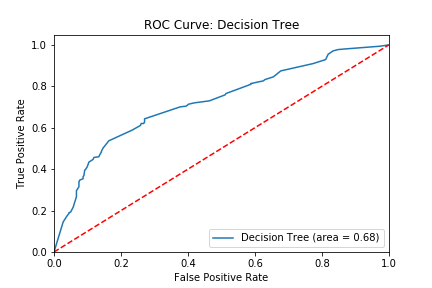 ROC Curve: Decision Tree
1.0
0.8
0.6
0.4
0.2
0.0
True Positive Rate
Decision Tree (area = 0.68)
0.0 0.2 0.4 0.6 0.8 1.0
False Positive Rate